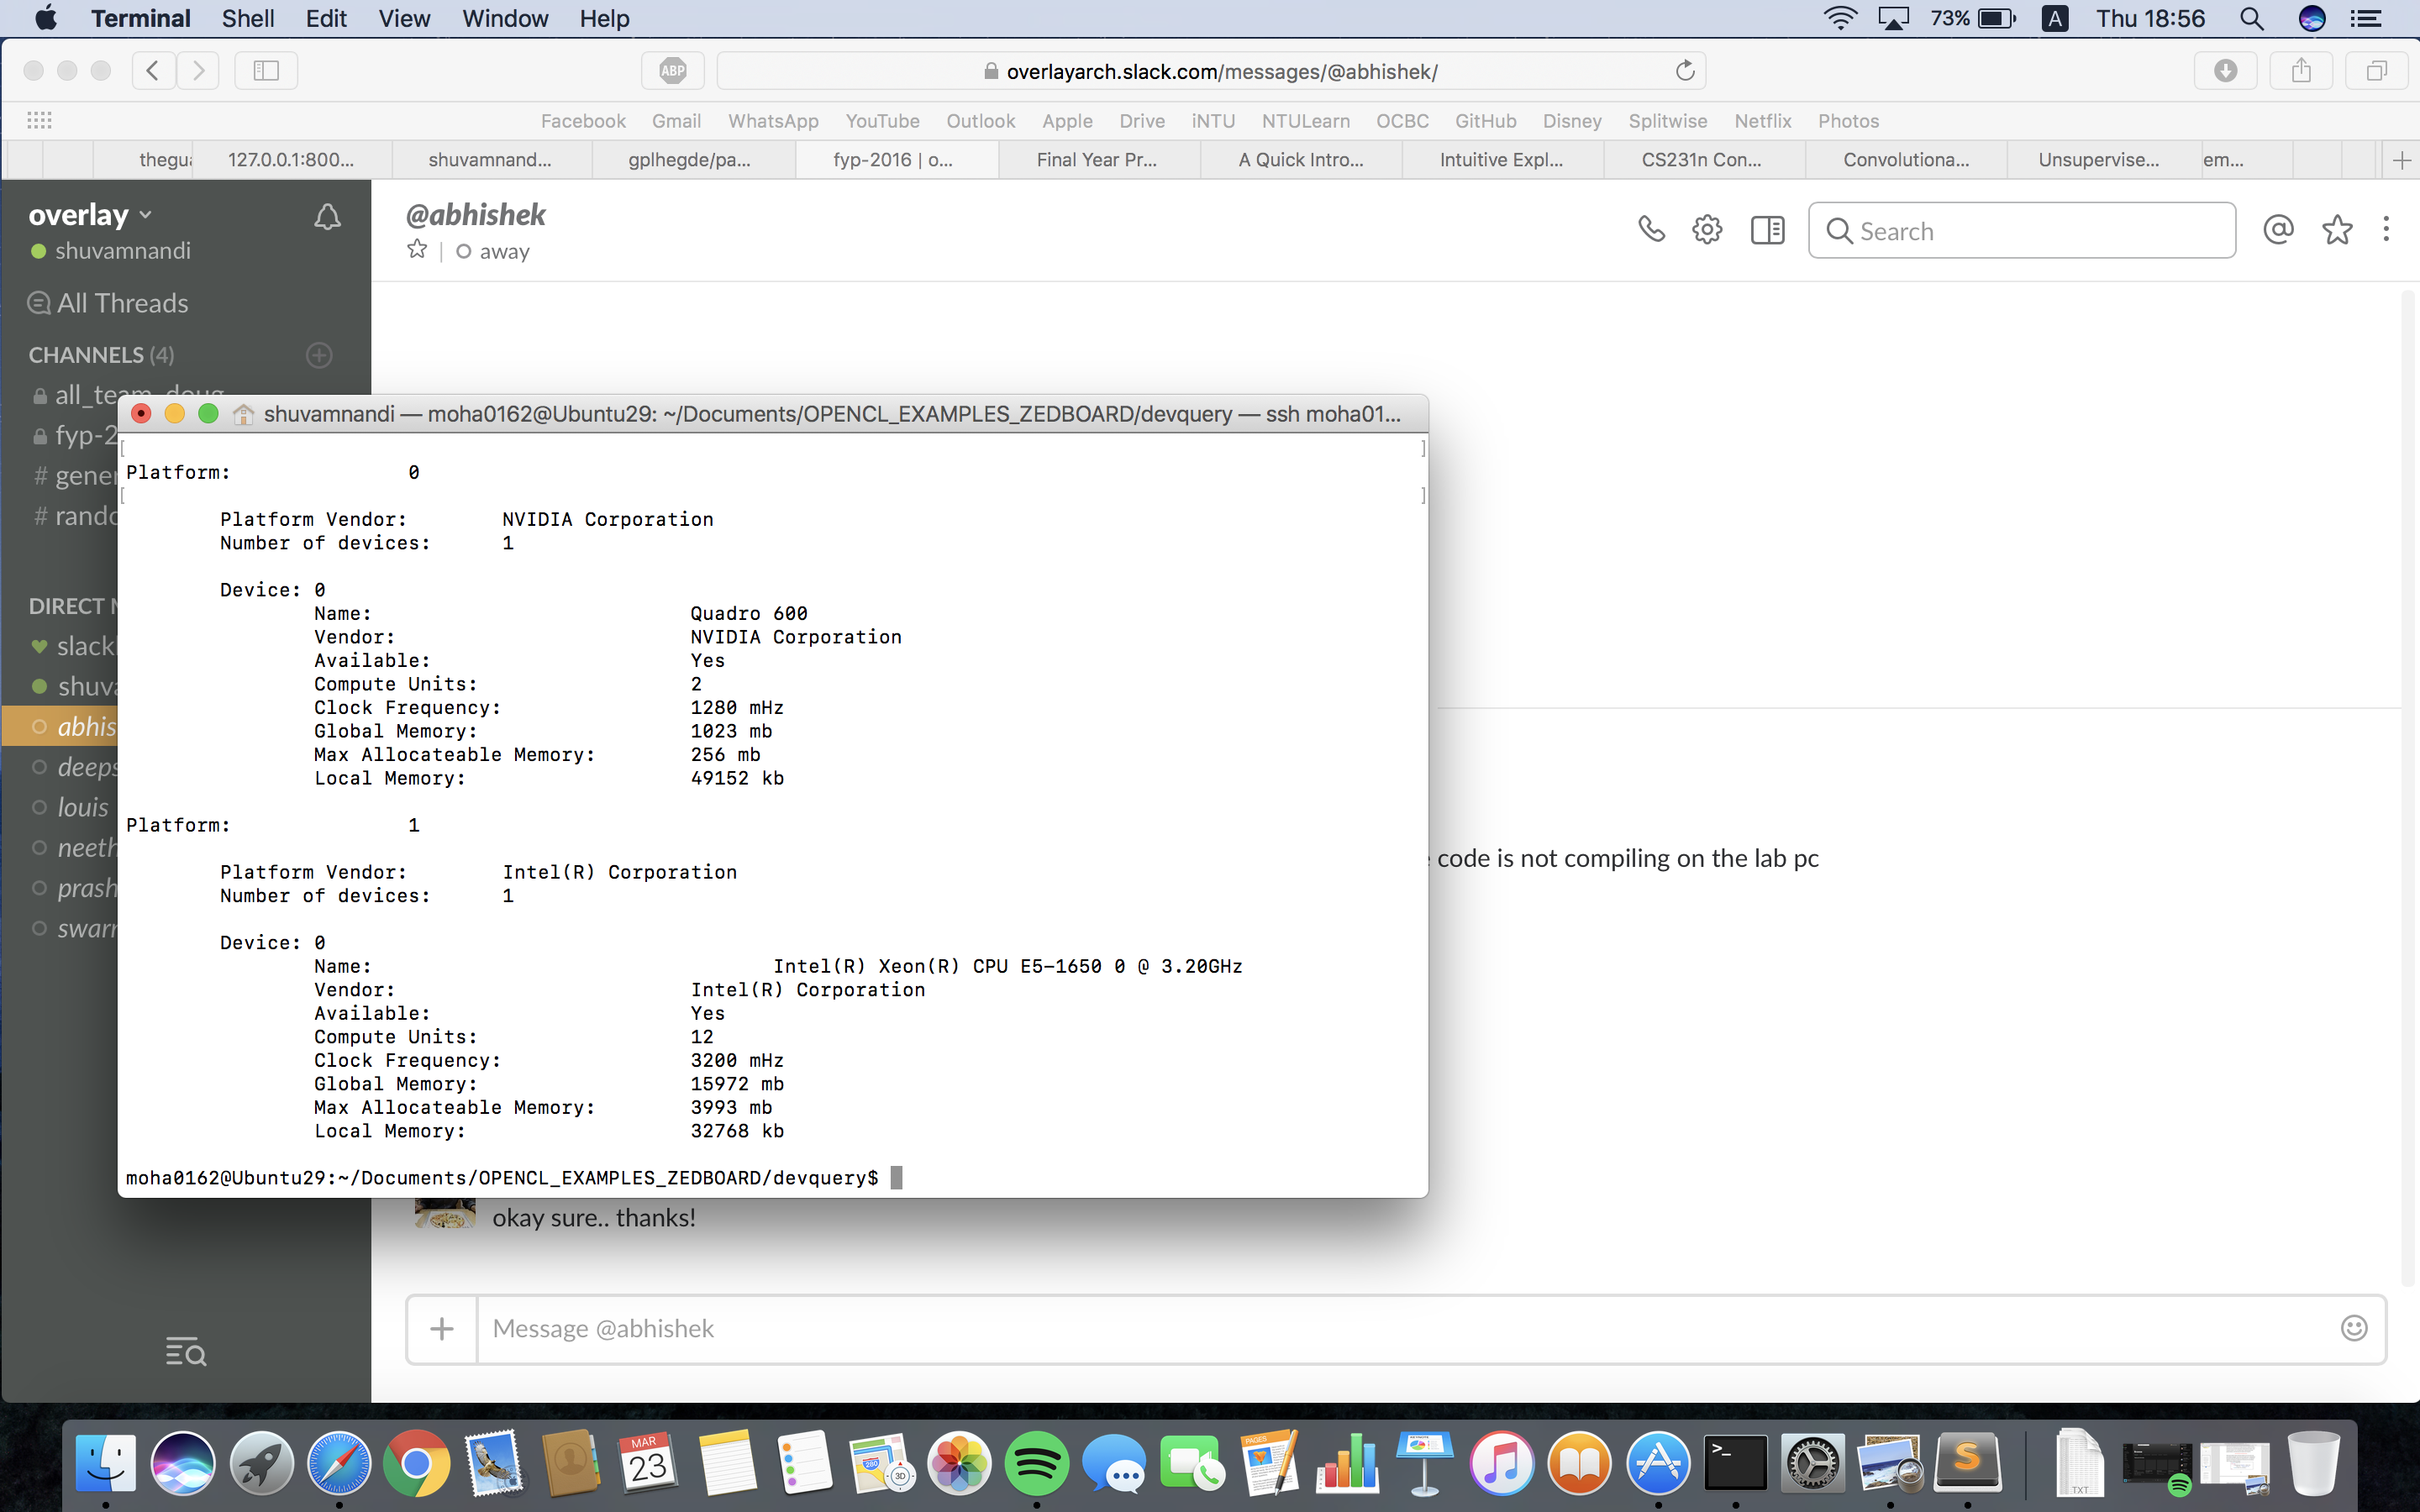 Terminal Shell Edit View Window Help 73% A Thu 18:56
ABP overlayarch.slack.com/messages/@abhishek/
Facebook Gmail WhatsApp YouTube Outlook Apple Drive iNTU NTULearn OCBC GitHub Disney Splitwise Netflix Photos
thegu 127.0.0.1:800... shuvamnand... gplhegde/pa... fyp-2016 | o... Final Year Pr... A Quick Intro... Intuitive Expl... CS231n Con... Convolutiona... Unsupervise... em...
overlay
shuvamnandi
All Threads
CHANNELS (4)
all_team_doug
fyp-2
# gener
# rando
DIRECT M
slackl
shuva
abhis
deeps
louis
neeth
prash
swarr
@abhishek
away
Search
shuvamnandi — moha0162@Ubuntu29: ~/Documents/OPENCL_EXAMPLES_ZEDBOARD/devquery — ssh moha01...
[ ]
Platform: 0
[ ]
Platform Vendor: NVIDIA Corporation
Number of devices: 1
Device: 0
Name: Quadro 600
Vendor: NVIDIA Corporation
Available: Yes
Compute Units: 2
Clock Frequency: 1280 mHz
Global Memory: 1023 mb
Max Allocateable Memory: 256 mb
Local Memory: 49152 kb
Platform: 1
Platform Vendor: Intel(R) Corporation
Number of devices: 1
Device: 0
Name: Intel(R) Xeon(R) CPU E5-1650 0 @ 3.20GHz
Vendor: Intel(R) Corporation
Available: Yes
Compute Units: 12
Clock Frequency: 3200 mHz
Global Memory: 15972 mb
Max Allocateable Memory: 3993 mb
Local Memory: 32768 kb
moha0162@Ubuntu29:~/Documents/OPENCL_EXAMPLES_ZEDBOARD/devquery$
code is not compiling on the lab pc
okay sure.. thanks!
Message @abhishek
MAR
23
280
3D
PAGES
>_
S
TXT